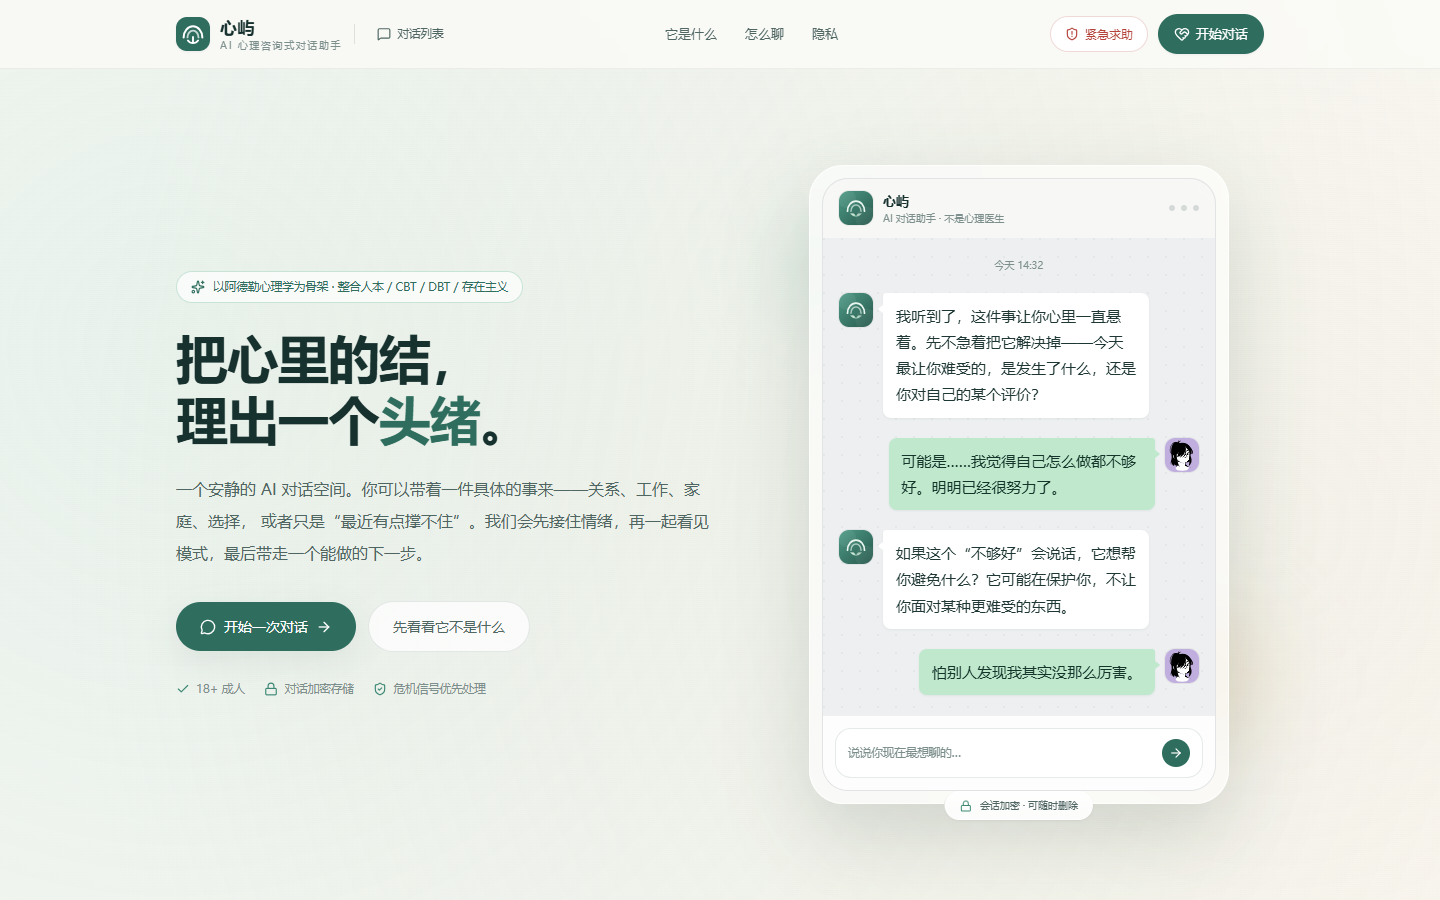 心屿
AI 心理咨询式对话助手
对话列表
它是什么
怎么聊
隐私
紧急求助
开始对话
以阿德勒心理学为骨架 · 整合人本 / CBT / DBT / 存在主义
把心里的结，
理出一个头绪。
一个安静的 AI 对话空间。你可以带着一件具体的事来——关系、工作、家
庭、选择， 或者只是“最近有点撑不住”。我们会先接住情绪，再一起看见
模式，最后带走一个能做的下一步。
开始一次对话
先看看它不是什么
18+ 成人
对话加密存储
危机信号优先处理
心屿
AI 对话助手 · 不是心理医生
今天 14:32
我听到了，这件事让你心里一直悬
着。先不急着把它解决掉——今天
最让你难受的，是发生了什么，还是
你对自己的某个评价？
可能是……我觉得自己怎么做都不够
好。明明已经很努力了。
如果这个“不够好”会说话，它想帮
你避免什么？它可能在保护你，不让
你面对某种更难受的东西。
怕别人发现我其实没那么厉害。
说说你现在最想聊的…
会话加密 · 可随时删除